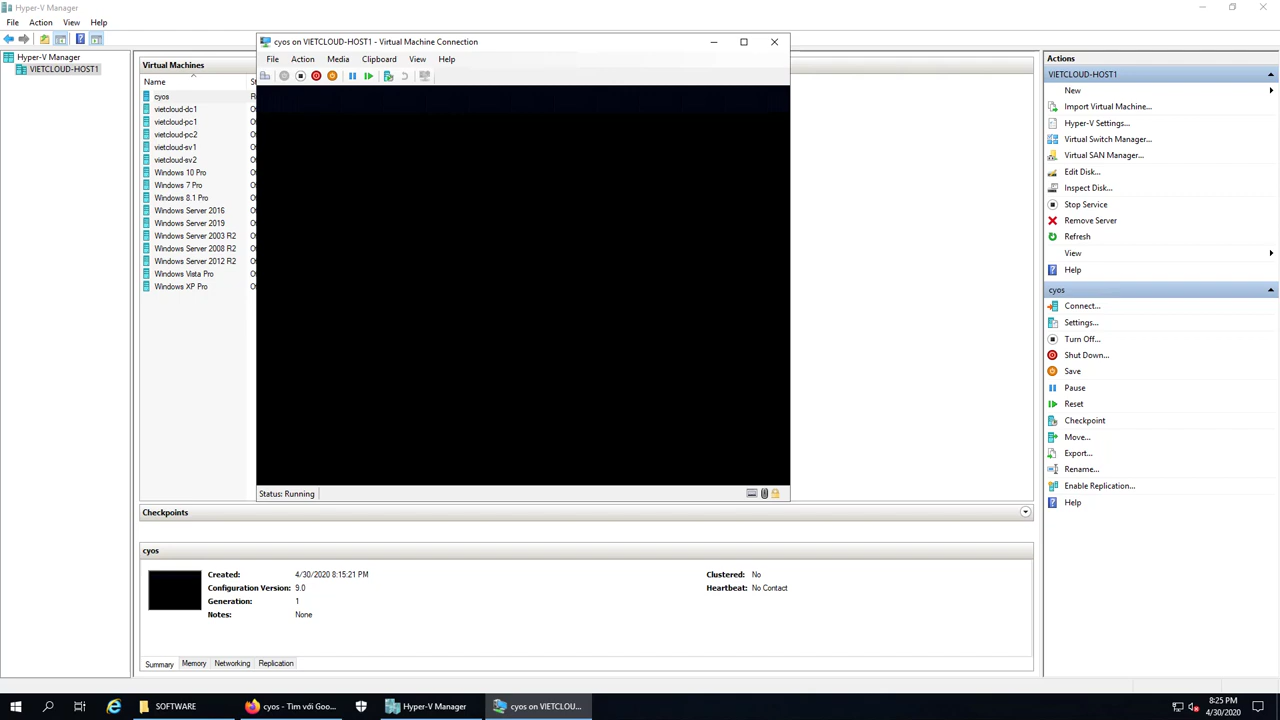 Hyper-V Manager
File Action View Help
Hyper-V Manager
VIETCLOUD-HOST1
Virtual Machines
Name
cyos
vietcloud-dc1
vietcloud-pc1
vietcloud-pc2
vietcloud-sv1
vietcloud-sv2
Windows 10 Pro
Windows 7 Pro
Windows 8.1 Pro
Windows Server 2016
Windows Server 2019
Windows Server 2003 R2
Windows Server 2008 R2
Windows Server 2012 R2
Windows Vista Pro
Windows XP Pro
cyos on VIETCLOUD-HOST1 - Virtual Machine Connection
File Action Media Clipboard View Help
Status: Running
Checkpoints
cyos
Created: 4/30/2020 8:15:21 PM
Configuration Version: 9.0
Generation: 1
Notes: None
Clustered: No
Heartbeat: No Contact
Summary Memory Networking Replication
Actions
VIETCLOUD-HOST1
New
Import Virtual Machine...
Hyper-V Settings...
Virtual Switch Manager...
Virtual SAN Manager...
Edit Disk...
Inspect Disk...
Stop Service
Remove Server
Refresh
View
Help
cyos
Connect...
Settings...
Turn Off...
Shut Down...
Save
Pause
Reset
Checkpoint
Move...
Export...
Rename...
Enable Replication...
Help
START
SOFTWARE
cyos - Tìm với Goo...
Hyper-V Manager
cyos on VIETCLOU...
8:25 PM
4/30/2020